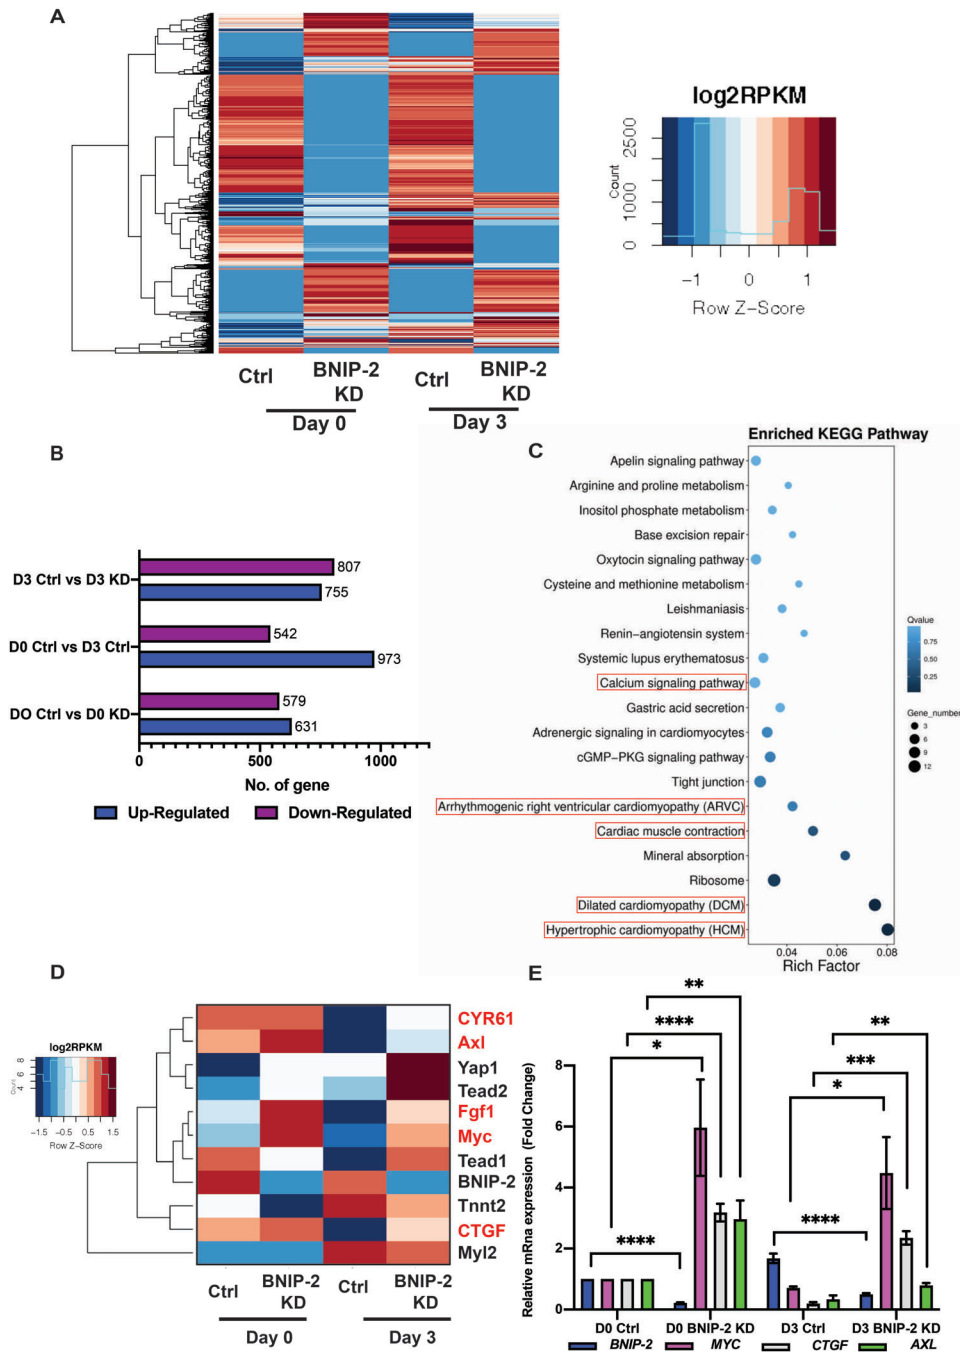 A
log2RPKM
Count
0 1000 2500
−1 0 1
Row Z−Score
Ctrl BNIP-2 KD Ctrl BNIP-2 KD
Day 0 Day 3
B
D3 Ctrl vs D3 KD
807
755
D0 Ctrl vs D3 Ctrl
542
973
DO Ctrl vs D0 KD
579
631
0 500 1000
No. of gene
Up-Regulated Down-Regulated
C
Enriched KEGG Pathway
Apelin signaling pathway
Arginine and proline metabolism
Inositol phosphate metabolism
Base excision repair
Oxytocin signaling pathway
Cysteine and methionine metabolism
Leishmaniasis
Renin−angiotensin system
Systemic lupus erythematosus
Calcium signaling pathway
Gastric acid secretion
Adrenergic signaling in cardiomyocytes
cGMP−PKG signaling pathway
Tight junction
Arrhythmogenic right ventricular cardiomyopathy (ARVC)
Cardiac muscle contraction
Mineral absorption
Ribosome
Dilated cardiomyopathy (DCM)
Hypertrophic cardiomyopathy (HCM)
0.04 0.06 0.08
Rich Factor
Qvalue
0.75
0.50
0.25
Gene_number
3
6
9
12
D
log2RPKM
Count
4 6 8
−1.5 −0.5 0.5 1.5
Row Z−Score
CYR61
Axl
Yap1
Tead2
Fgf1
Myc
Tead1
BNIP-2
Tnnt2
CTGF
Myl2
Ctrl BNIP-2 KD Ctrl BNIP-2 KD
Day 0 Day 3
E
Relative mRna expression (Fold Change)
8
6
4
2
0
**
****
*
****
**
***
*
****
D0 Ctrl D0 BNIP-2 KD D3 Ctrl D3 BNIP-2 KD
BNIP-2 MYC CTGF AXL